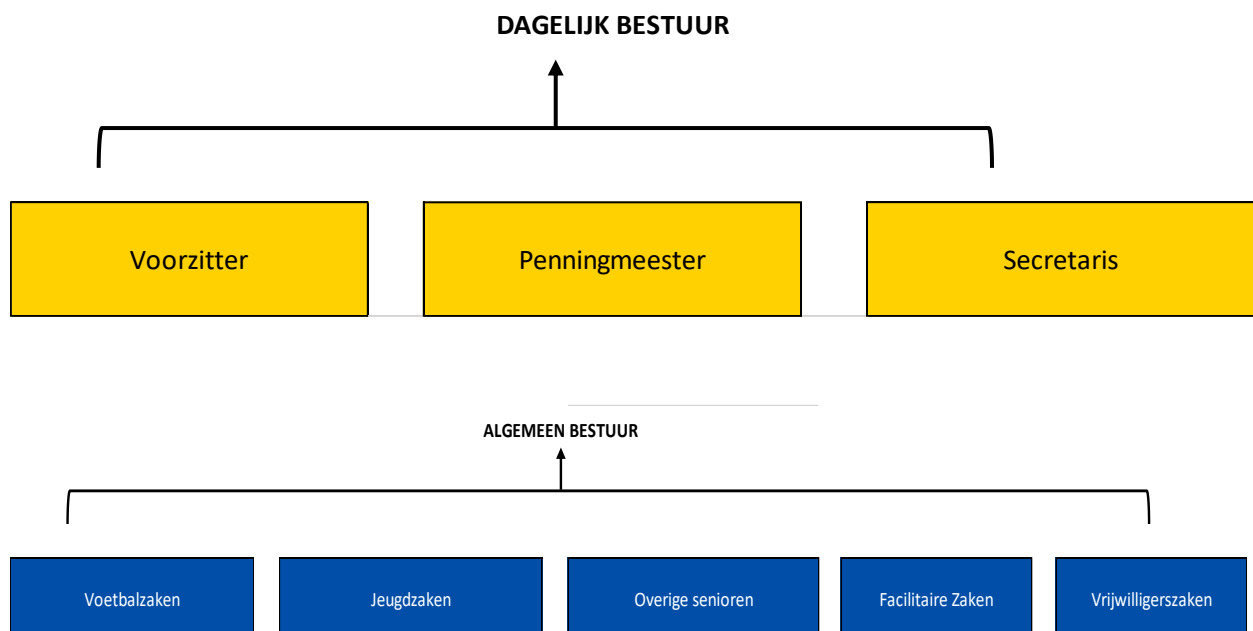 DAGELIJK BESTUUR
Voorzitter
Penningmeester
Secretaris
ALGEMEEN BESTUUR
Voetbalzaken
Jeugdzaken
Overige senioren
Facilitaire Zaken
Vrijwilligerszaken